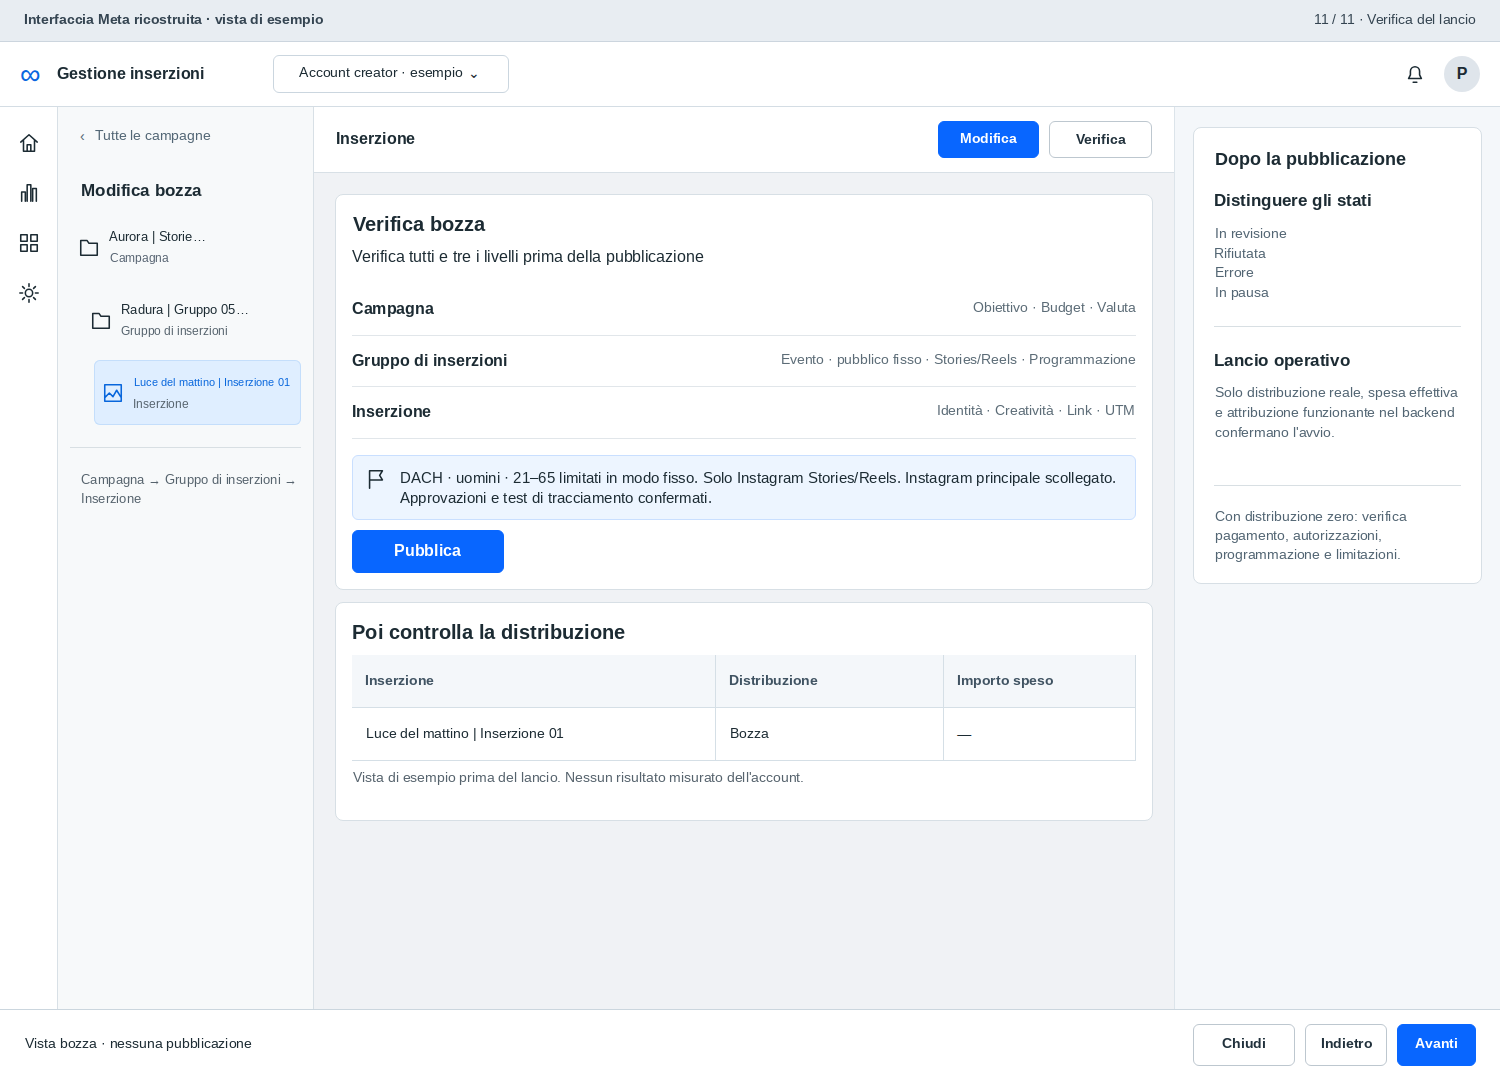 Interfaccia Meta ricostruita · vista di esempio
11 / 11 · Verifica del lancio
Gestione inserzioni
Account creator · esempio
P
Tutte le campagne
Modifica bozza
Aurora | Storie…
Campagna
Radura | Gruppo 05…
Gruppo di inserzioni
Luce del mattino | Inserzione 01
Inserzione
Campagna → Gruppo di inserzioni →
Inserzione
Inserzione
Modifica
Verifica
Verifica bozza
Verifica tutti e tre i livelli prima della pubblicazione
Campagna
Obiettivo · Budget · Valuta
Gruppo di inserzioni
Evento · pubblico fisso · Stories/Reels · Programmazione
Inserzione
Identità · Creatività · Link · UTM
DACH · uomini · 21–65 limitati in modo fisso. Solo Instagram Stories/Reels. Instagram principale scollegato.
Approvazioni e test di tracciamento confermati.
Pubblica
Poi controlla la distribuzione
Inserzione
Distribuzione
Importo speso
Luce del mattino | Inserzione 01
Bozza
—
Vista di esempio prima del lancio. Nessun risultato misurato dell'account.
Dopo la pubblicazione
Distinguere gli stati
In revisione
Rifiutata
Errore
In pausa
Lancio operativo
Solo distribuzione reale, spesa effettiva
e attribuzione funzionante nel backend
confermano l'avvio.
Con distribuzione zero: verifica
pagamento, autorizzazioni,
programmazione e limitazioni.
Vista bozza · nessuna pubblicazione
Chiudi
Indietro
Avanti